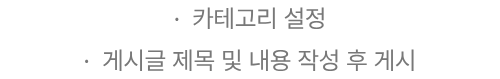 · 카테고리 설정
· 게시글 제목 및 내용 작성 후 게시